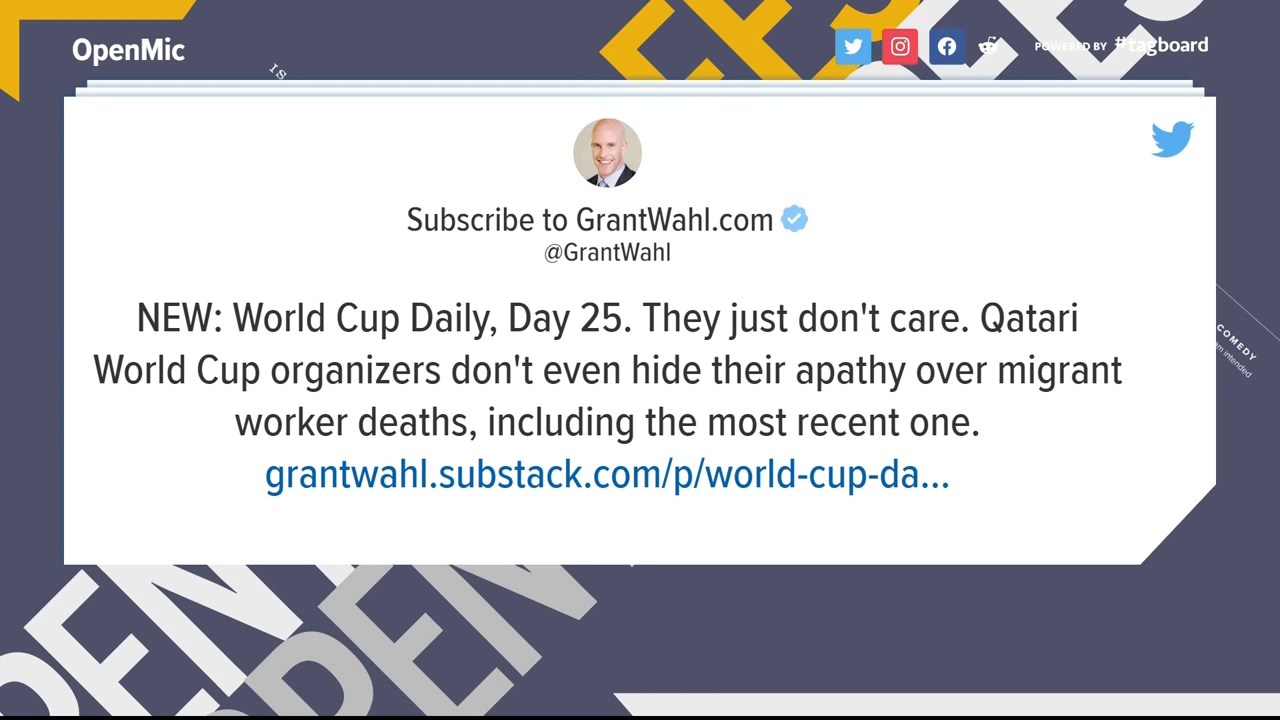 OpenMic
IS
POWERED BY #tagboard
Subscribe to GrantWahl.com
@GrantWahl
NEW: World Cup Daily, Day 25. They just don't care. Qatari
World Cup organizers don't even hide their apathy over migrant
worker deaths, including the most recent one.
grantwahl.substack.com/p/world-cup-da...
COMEDY
intended